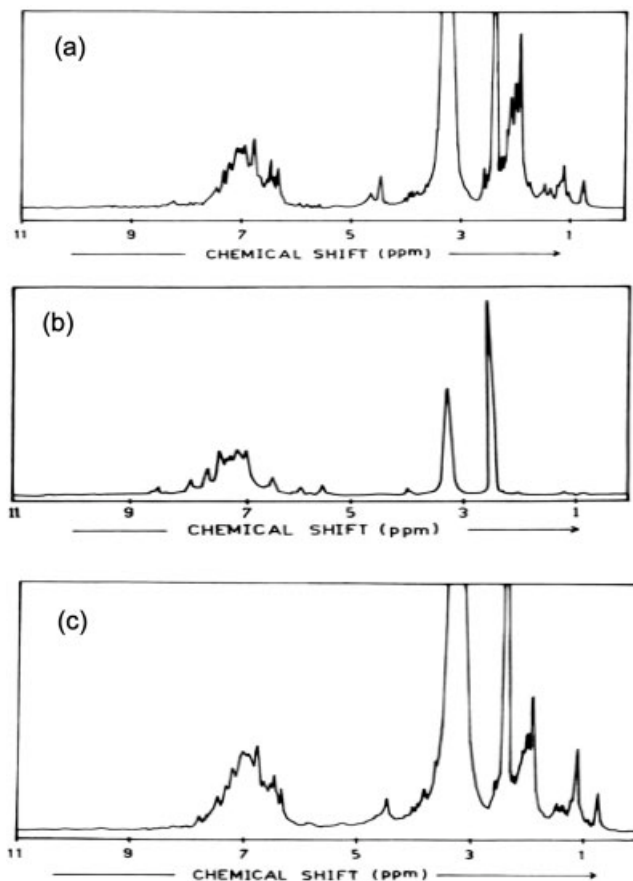 (a)
11 9 7 5 3 1
CHEMICAL SHIFT (ppm)
(b)
11 9 7 5 3 1
CHEMICAL SHIFT (ppm)
(c)
11 9 7 5 3 1
CHEMICAL SHIFT (ppm)